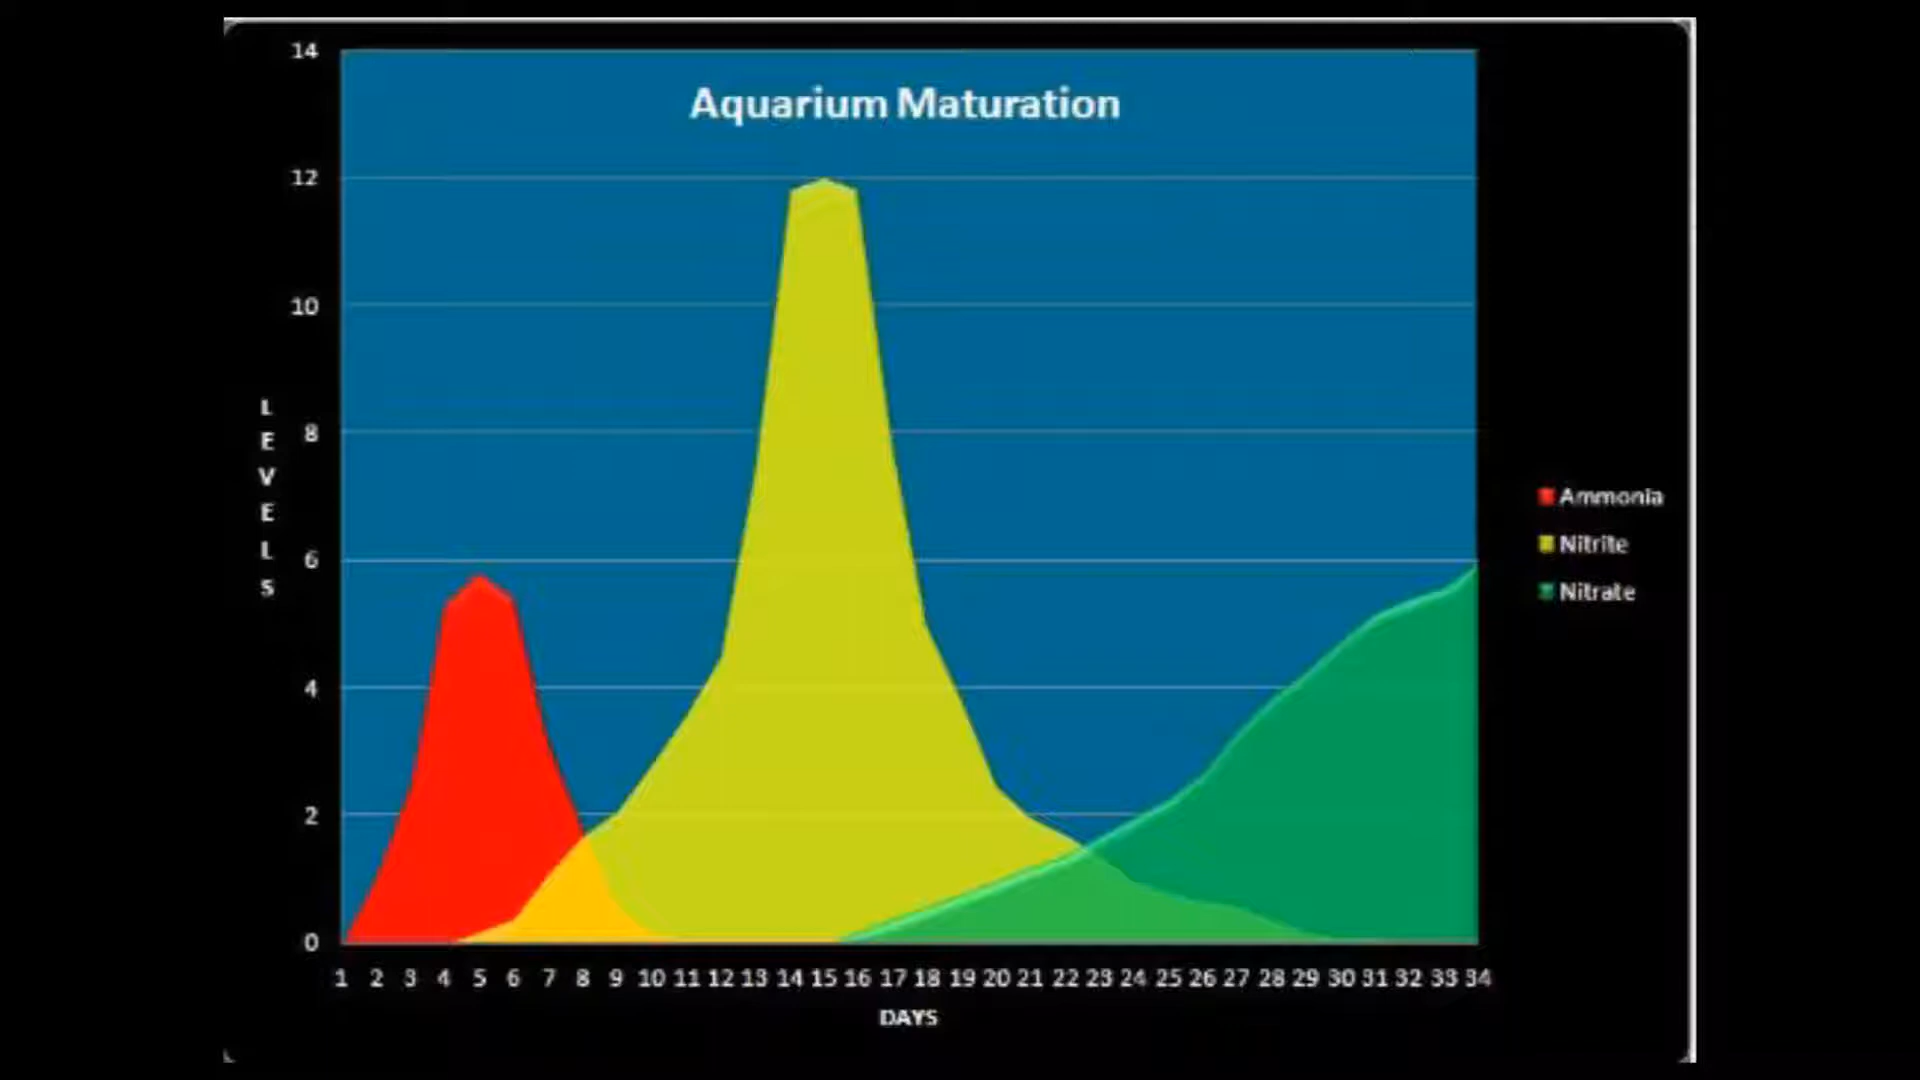 Aquarium Maturation
14
12
10
8
6
4
2
0
LEVELS
1 2 3 4 5 6 7 8 9 10 11 12 13 14 15 16 17 18 19 20 21 22 23 24 25 26 27 28 29 30 31 32 33 34
DAYS
Ammonia
Nitrite
Nitrate